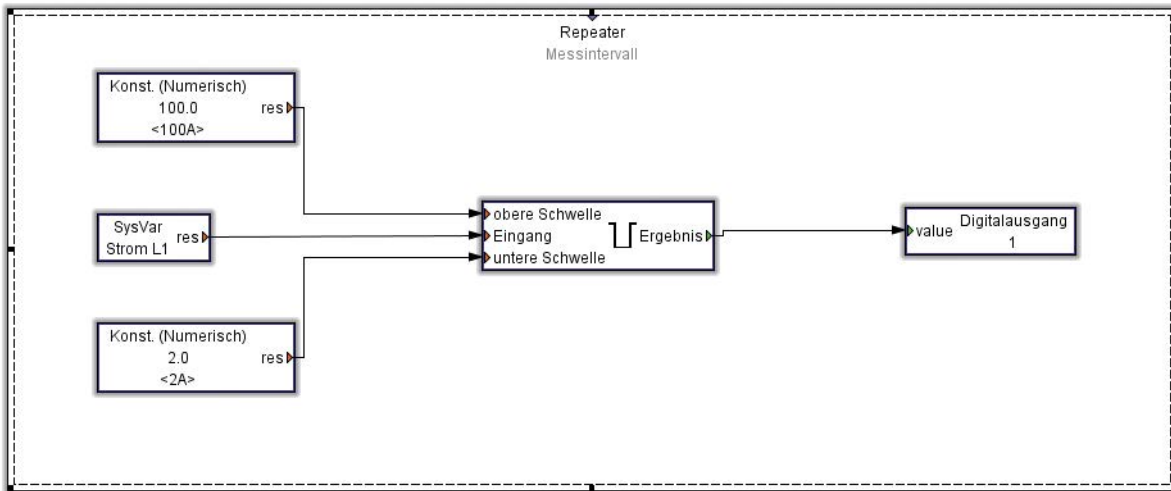 Repeater
Messintervall
Konst. (Numerisch)
100.0
res
<100A>
SysVar
res
Strom L1
Konst. (Numerisch)
2.0
res
<2A>
obere Schwelle
Eingang
Ergebnis
untere Schwelle
value
Digitalausgang
1